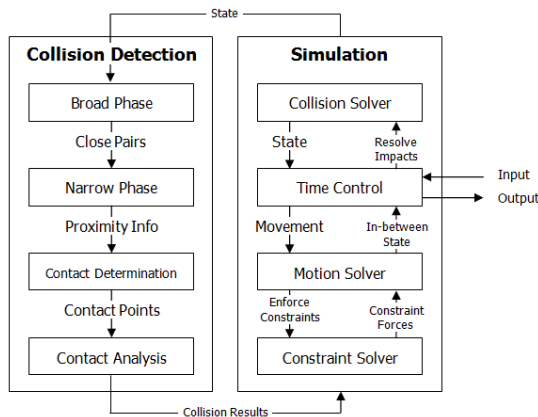 State
Collision Detection
Broad Phase
Close Pairs
Narrow Phase
Proximity Info
Contact Determination
Contact Points
Contact Analysis
Simulation
Collision Solver
State
Resolve
Impacts
Time Control
Input
Output
Movement
In-between
State
Motion Solver
Enforce
Constraints
Constraint
Forces
Constraint Solver
Collision Results